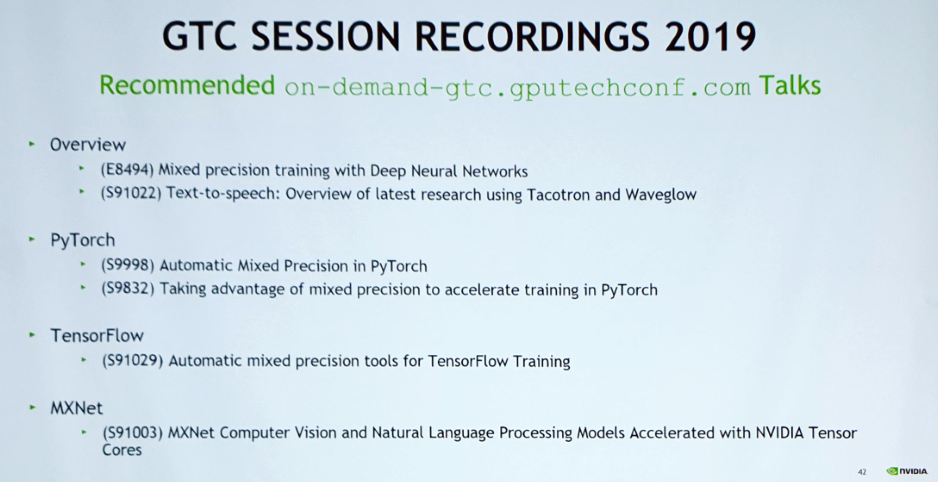 GTC SESSION RECORDINGS 2019
Recommended on-demand-gtc.gputechconf.com Talks
Overview
(E8494) Mixed precision training with Deep Neural Networks
(S91022) Text-to-speech: Overview of latest research using Tacotron and Waveglow
PyTorch
(S9998) Automatic Mixed Precision in PyTorch
(S9832) Taking advantage of mixed precision to accelerate training in PyTorch
TensorFlow
(S91029) Automatic mixed precision tools for TensorFlow Training
MXNet
(S91003) MXNet Computer Vision and Natural Language Processing Models Accelerated with NVIDIA Tensor
Cores
42 NVIDIA